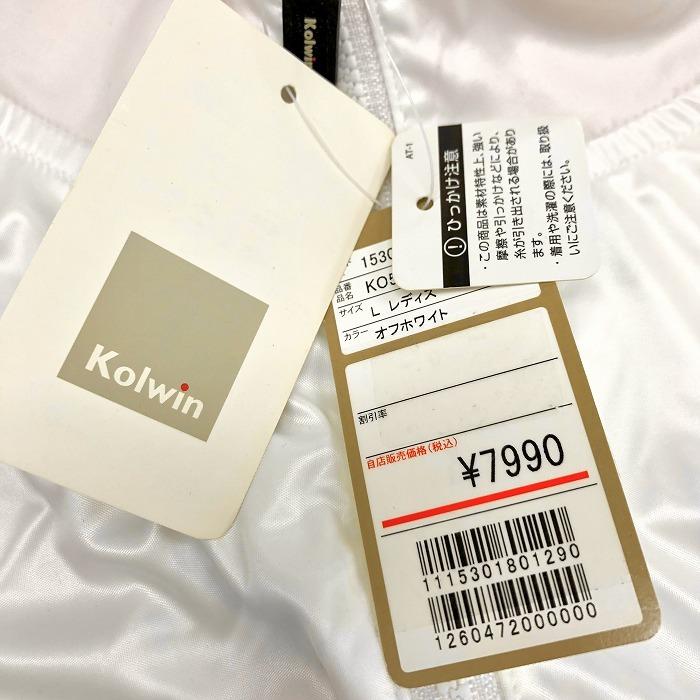 Kolwin
Kolwin
AT-1
! ひっかけ注意
・この商品は素材特性上、強い
摩擦や引っかけなどにより、
糸が引き出される場合があり
ます。
・着用や洗濯の際には、取り扱
いにご注意ください。
品番 1530
品名 KO5
サイズ L レディス
カラー オフホワイト
割引率
自店販売価格(税込)
¥7990
1115301801290
1260472000000